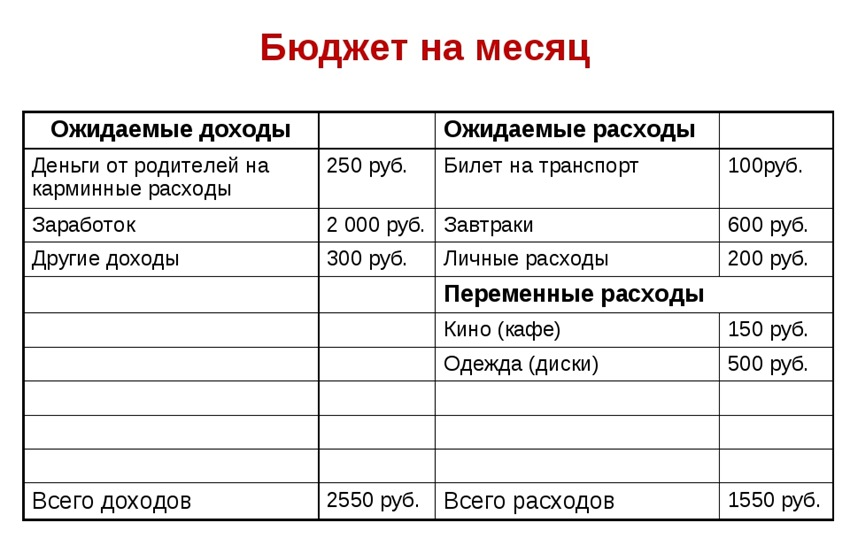 Бюджет на месяц
Ожидаемые доходы Ожидаемые расходы
Деньги от родителей на 250 руб. Билет на транспорт 100руб.
карминные расходы
Заработок 2 000 руб. Завтраки 600 руб.
Другие доходы 300 руб. Личные расходы 200 руб.
Переменные расходы
Кино (кафе) 150 руб.
Одежда (диски) 500 руб.
Всего доходов 2550 руб. Всего расходов 1550 руб.